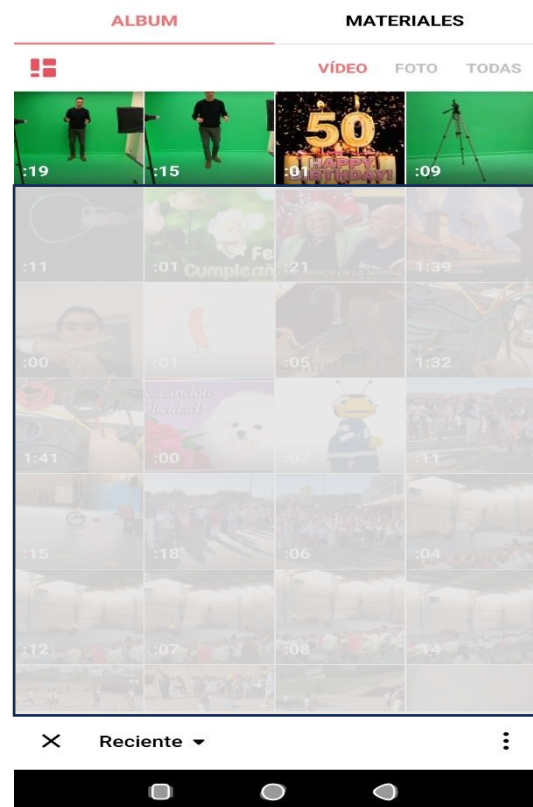 ALBUM MATERIALES
VÍDEO FOTO TODAS
50
HAPPY
BIRTHDAY!
:19 :15 :01 :09
Cumpleañ
:11 :01 :21 1:39
:00 :01 :05 1:32
1:41 :00 :07 :11
:15 :18 :06 :04
:12 :07 :08 :14
Reciente